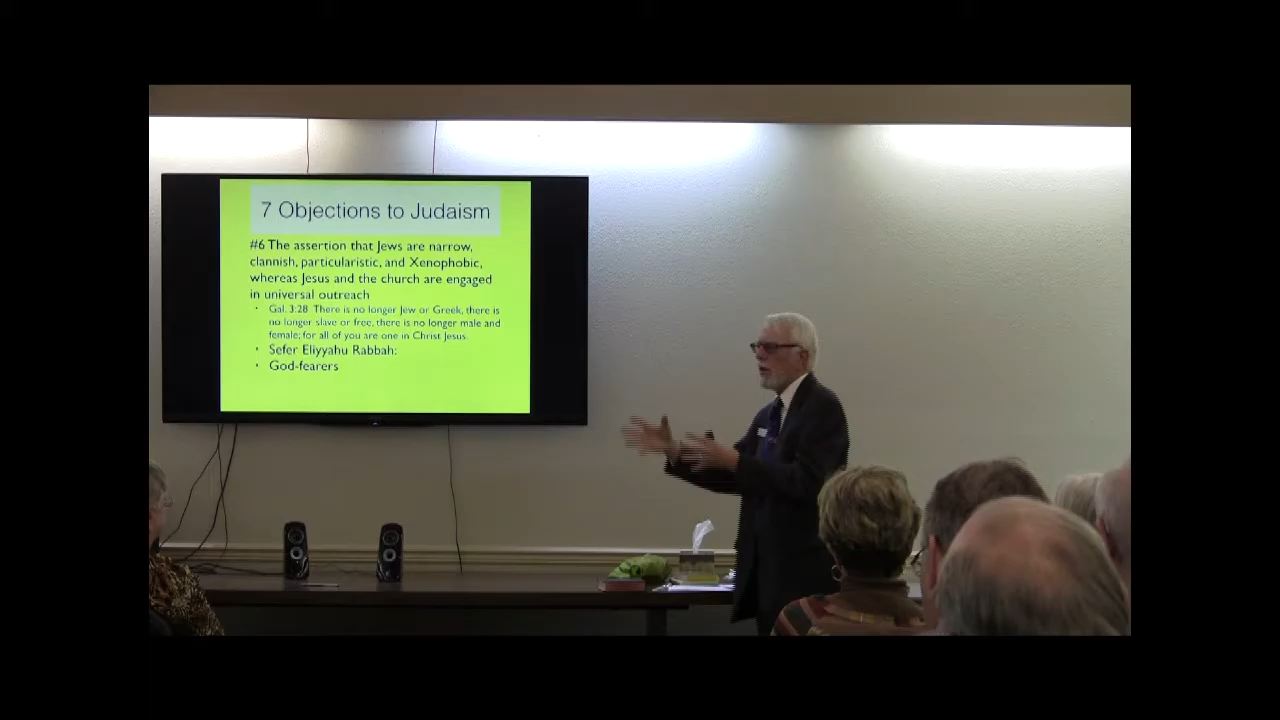 7 Objections to Judaism
#6 The assertion that Jews are narrow,
clannish, particularistic, and Xenophobic,
whereas Jesus and the church are engaged
in universal outreach
• Gal. 3:28 There is no longer Jew or Greek, there is
no longer slave or free, there is no longer male and
female; for all of you are one in Christ Jesus.
• Sefer Eliyyahu Rabbah:
• God-fearers